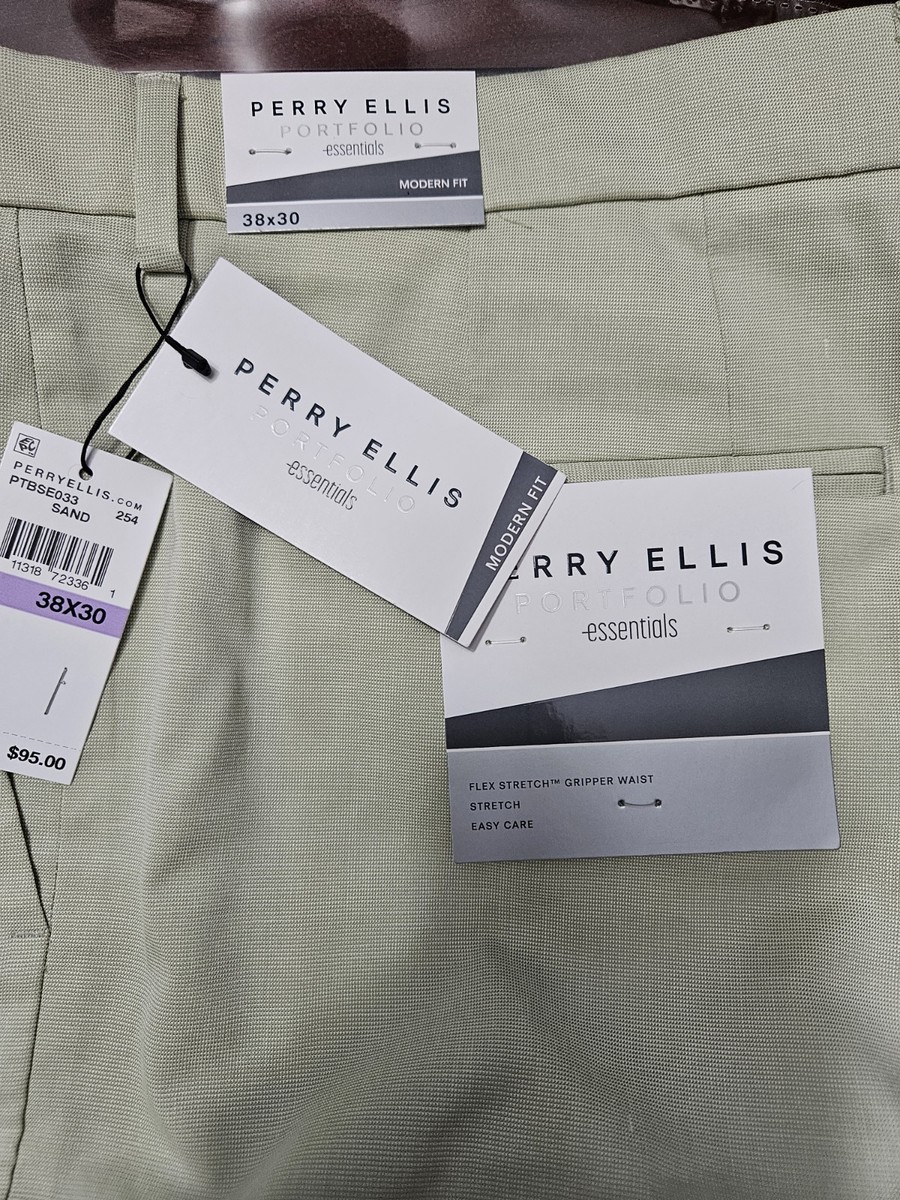 PERRY ELLIS
PORTFOLIO
-essentials
MODERN FIT
38x30
PERRY ELLIS
PORTFOLIO
-essentials
MODERN FIT
PERRYELLIS.COM
PTBSE033
SAND 254
11318 72336 1
38X30
$95.00
ERRY ELLIS
PORTFOLIO
-essentials
FLEX STRETCH™ GRIPPER WAIST
STRETCH
EASY CARE